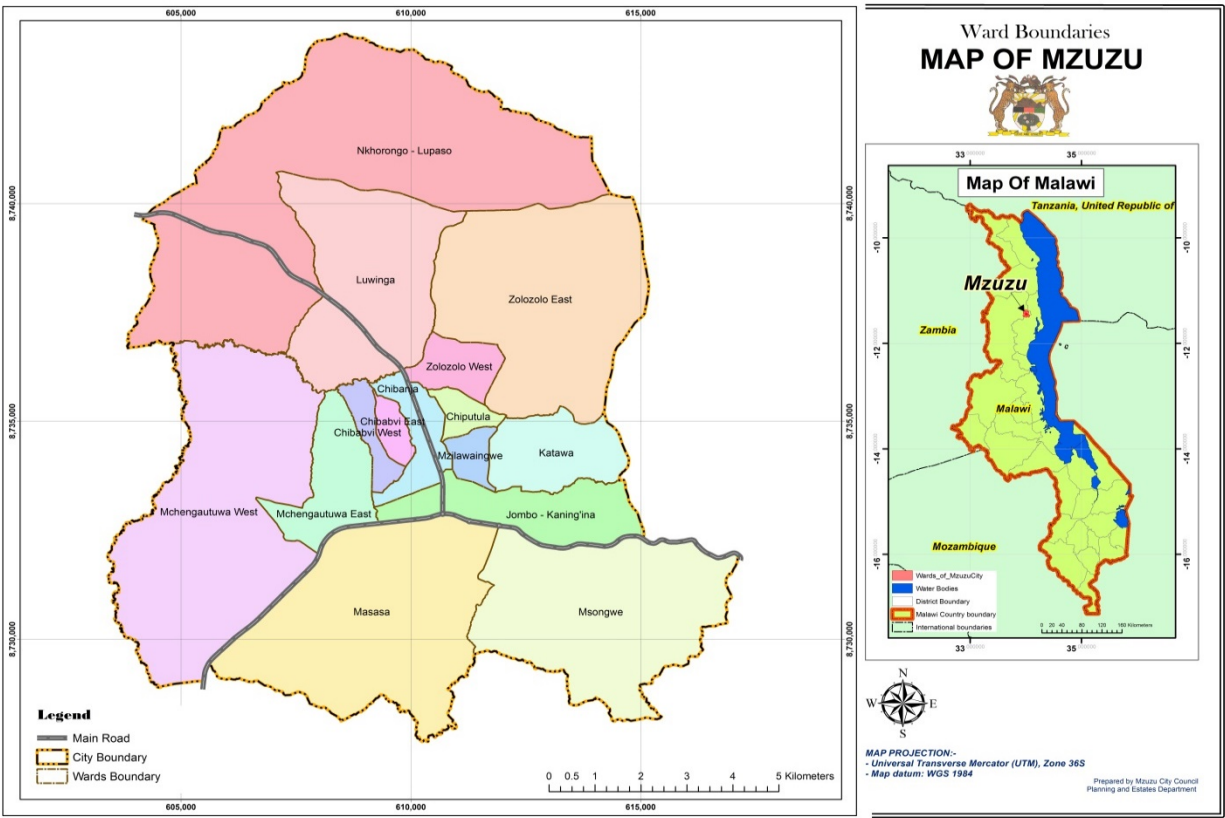 605,000
610,000
615,000
8,740,000
8,740,000
8,735,000
8,735,000
8,730,000
8,730,000
Nkhorongo - Lupaso
Luwinga
Zolozolo East
Zolozolo West
Chibanja
Chiputula
Chibabvi East
Chibabvi West
Mzilawaingwe
Katawa
Mchengautuwa West
Mchengautuwa East
Jombo - Kaning'ina
Masasa
Msongwe
Legend
Main Road
City Boundary
Wards Boundary
0 0.5 1 2 3 4 5 Kilometers
605,000
610,000
615,000
Ward Boundaries
MAP OF MZUZU
33
35
Map Of Malawi
Tanzania, United Republic of
-10
-10
Mzuzu
Zambia
-12
-12
Malawi
-14
-14
Mozambique
-16
-16
Wards_of_MzuzuCity
Water Bodies
District Boundary
Malawi Country boundary
International boundaries
0 20 40 80 120 160 Kilometers
33
35
N
W E
S
MAP PROJECTION:-
- Universal Transverse Mercator (UTM), Zone 36S
- Map datum: WGS 1984
Prepared by Mzuzu City Council
Planning and Estates Department